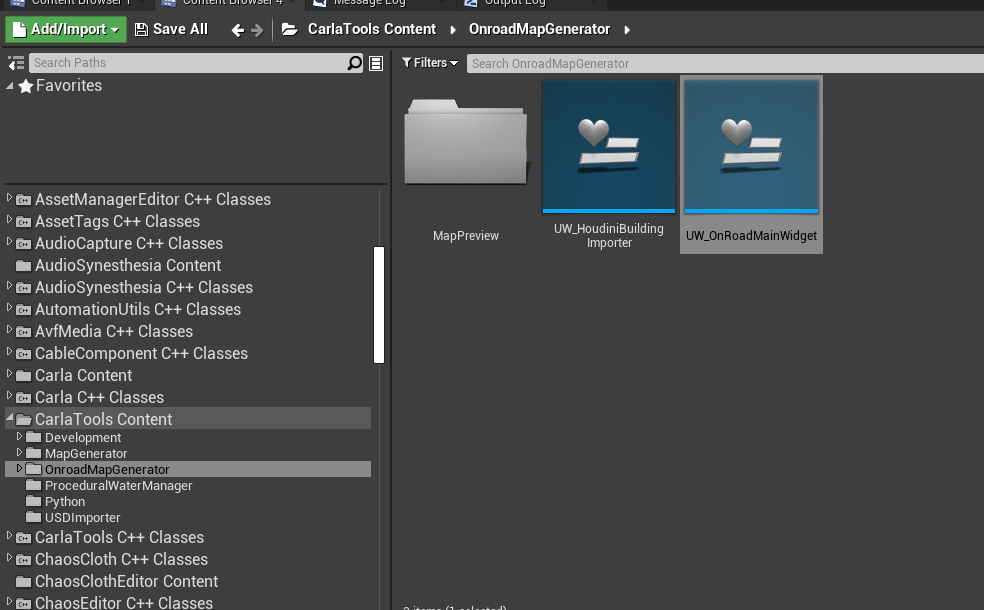 Content Browser 1
Content Browser 4
Message Log
Output Log
Add/Import
Save All
CarlaTools Content
OnroadMapGenerator
Search Paths
Filters
Search OnroadMapGenerator
Favorites
AssetManagerEditor C++ Classes
AssetTags C++ Classes
AudioCapture C++ Classes
AudioSynesthesia Content
AudioSynesthesia C++ Classes
AutomationUtils C++ Classes
AvfMedia C++ Classes
CableComponent C++ Classes
Carla Content
Carla C++ Classes
CarlaTools Content
Development
MapGenerator
OnroadMapGenerator
ProceduralWaterManager
Python
USDImporter
CarlaTools C++ Classes
ChaosCloth C++ Classes
ChaosClothEditor Content
ChaosEditor C++ Classes
MapPreview
UW_HoudiniBuilding
Importer
UW_OnRoadMainWidget
3 items (1 selected)